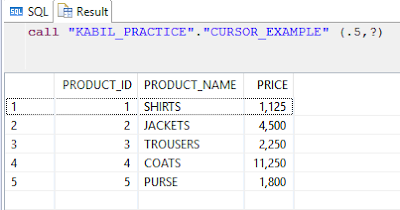 SQL Result
call "KABIL_PRACTICE"."CURSOR_EXAMPLE" (.5,?)
PRODUCT_ID PRODUCT_NAME PRICE
1 1 SHIRTS 1,125
2 2 JACKETS 4,500
3 3 TROUSERS 2,250
4 4 COATS 11,250
5 5 PURSE 1,800